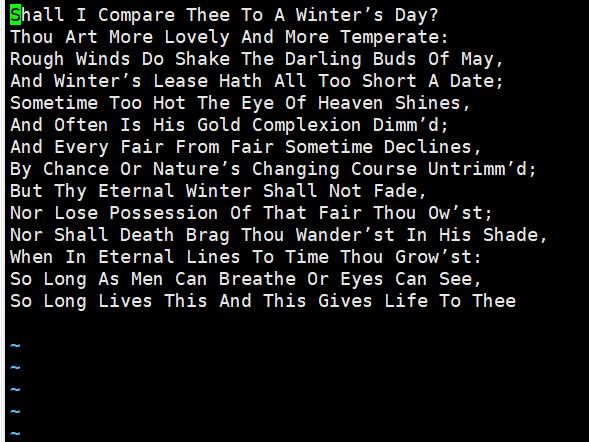 Shall I Compare Thee To A Winter’s Day?
Thou Art More Lovely And More Temperate:
Rough Winds Do Shake The Darling Buds Of May,
And Winter’s Lease Hath All Too Short A Date;
Sometime Too Hot The Eye Of Heaven Shines,
And Often Is His Gold Complexion Dimm’d;
And Every Fair From Fair Sometime Declines,
By Chance Or Nature’s Changing Course Untrimm’d;
But Thy Eternal Winter Shall Not Fade,
Nor Lose Possession Of That Fair Thou Ow’st;
Nor Shall Death Brag Thou Wander’st In His Shade,
When In Eternal Lines To Time Thou Grow’st:
So Long As Men Can Breathe Or Eyes Can See,
So Long Lives This And This Gives Life To Thee
~
~
~
~
~